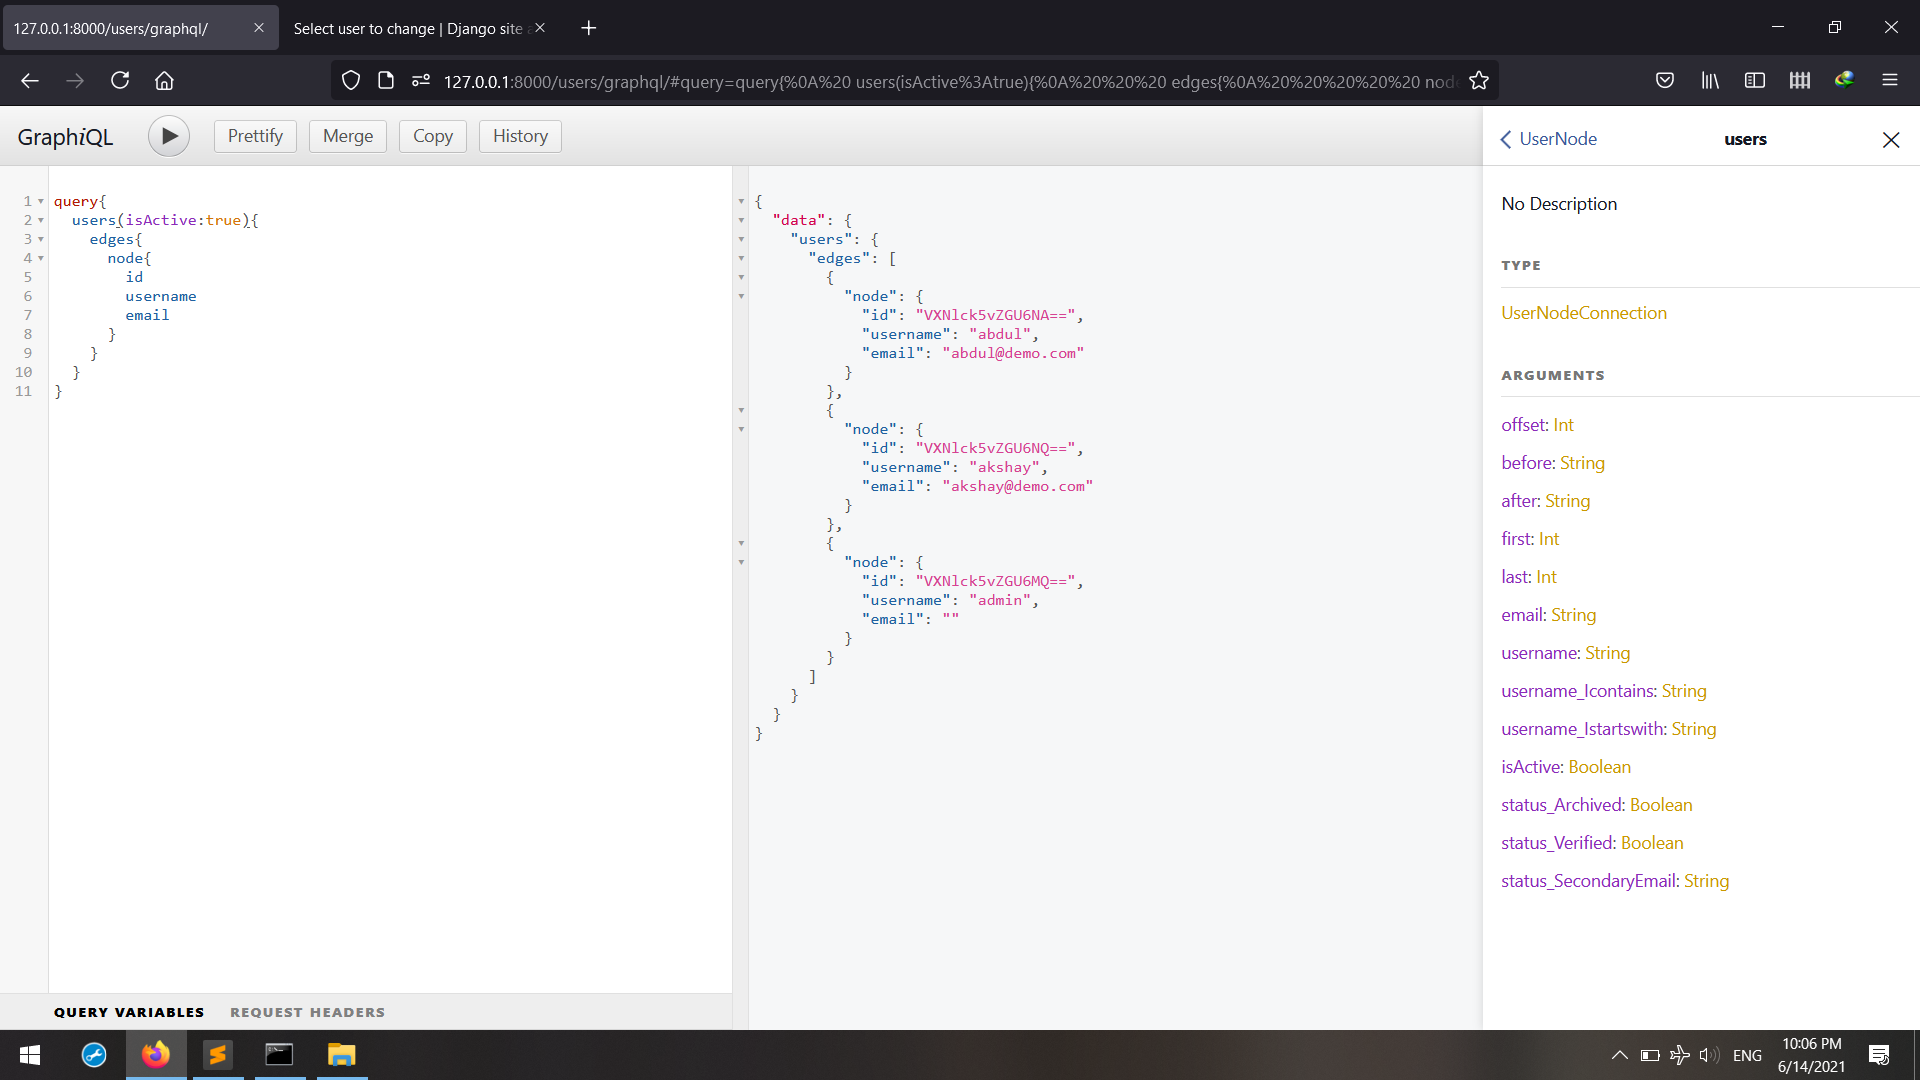 127.0.0.1:8000/users/graphql/
Select user to change | Django site a
127.0.0.1:8000/users/graphql/#query=query{%0A%20 users(isActive%3Atrue){%0A%20%20%20 edges{%0A%20%20%20%20%20 node
GraphiQL
Prettify
Merge
Copy
History
UserNode
users
1 query{
2   users(isActive:true){
3     edges{
4       node{
5         id
6         username
7         email
8       }
9     }
10   }
11 }
{
  "data": {
    "users": {
      "edges": [
        {
          "node": {
            "id": "VXNlck5vZGU6NA==",
            "username": "abdul",
            "email": "abdul@demo.com"
          }
        },
        {
          "node": {
            "id": "VXNlck5vZGU6NQ==",
            "username": "akshay",
            "email": "akshay@demo.com"
          }
        },
        {
          "node": {
            "id": "VXNlck5vZGU6MQ==",
            "username": "admin",
            "email": ""
          }
        }
      ]
    }
  }
}
No Description
TYPE
UserNodeConnection
ARGUMENTS
offset: Int
before: String
after: String
first: Int
last: Int
email: String
username: String
username_Icontains: String
username_Istartswith: String
isActive: Boolean
status_Archived: Boolean
status_Verified: Boolean
status_SecondaryEmail: String
QUERY VARIABLES
REQUEST HEADERS
ENG
10:06 PM
6/14/2021